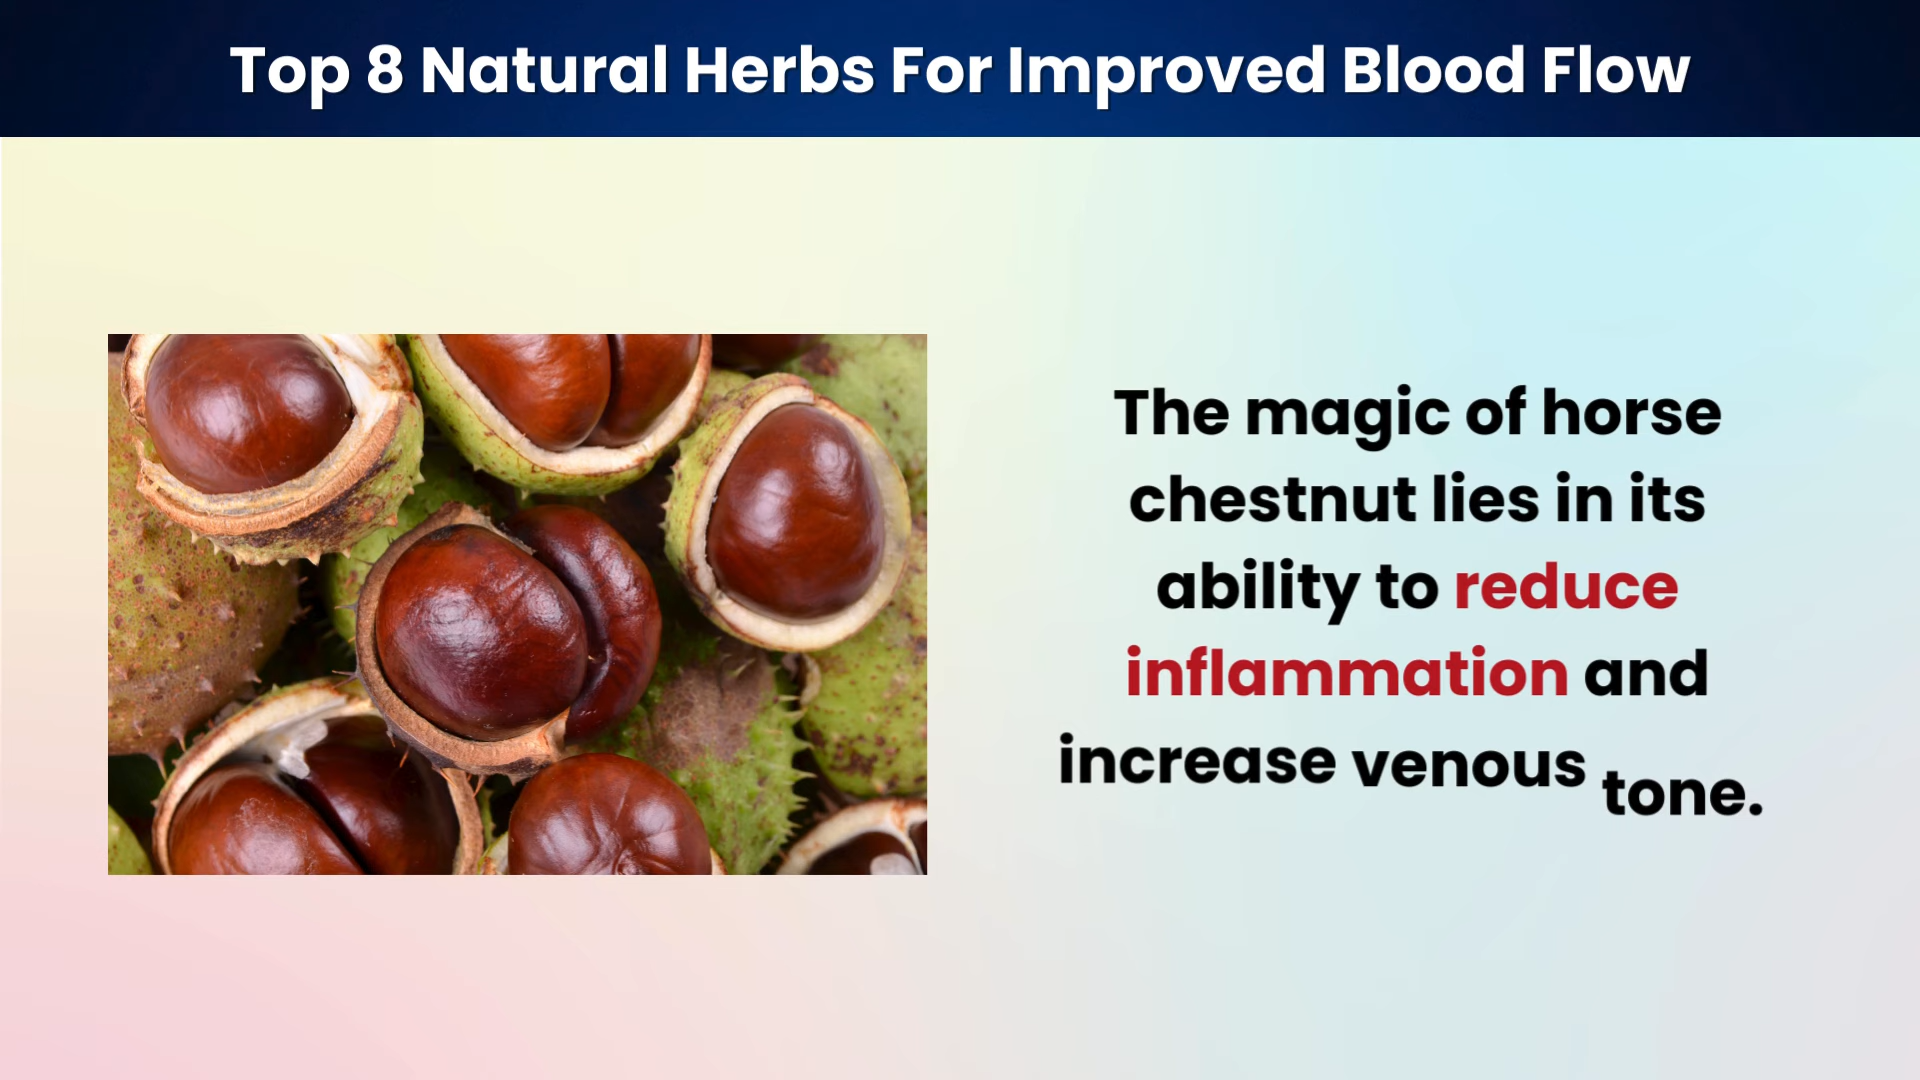 Top 8 Natural Herbs For Improved Blood Flow
The magic of horse
chestnut lies in its
ability to reduce
inflammation and
increase venous tone.